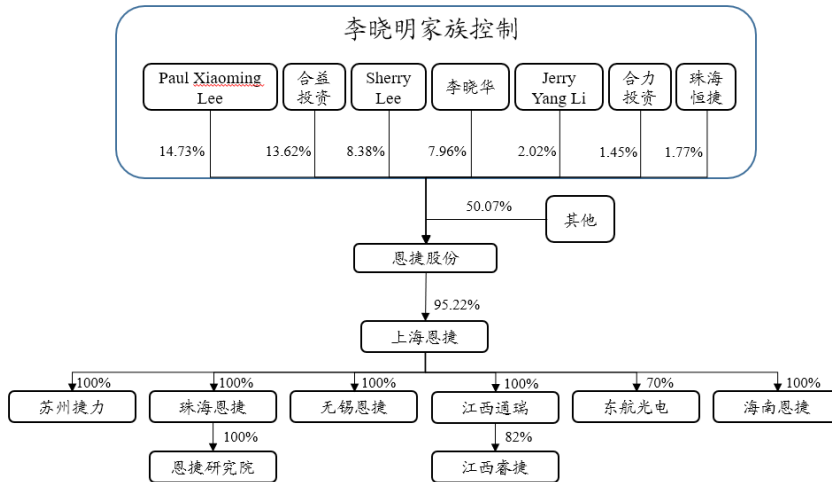 李晓明家族控制
Paul Xiaoming
Lee
合益
投资
Sherry
Lee
李晓华
Jerry
Yang Li
合力
投资
珠海
恒捷
14.73%
13.62%
8.38%
7.96%
2.02%
1.45%
1.77%
50.07%
其他
恩捷股份
95.22%
上海恩捷
100%
100%
100%
100%
70%
100%
苏州捷力
珠海恩捷
无锡恩捷
江西通瑞
东航光电
海南恩捷
100%
82%
恩捷研究院
江西睿捷